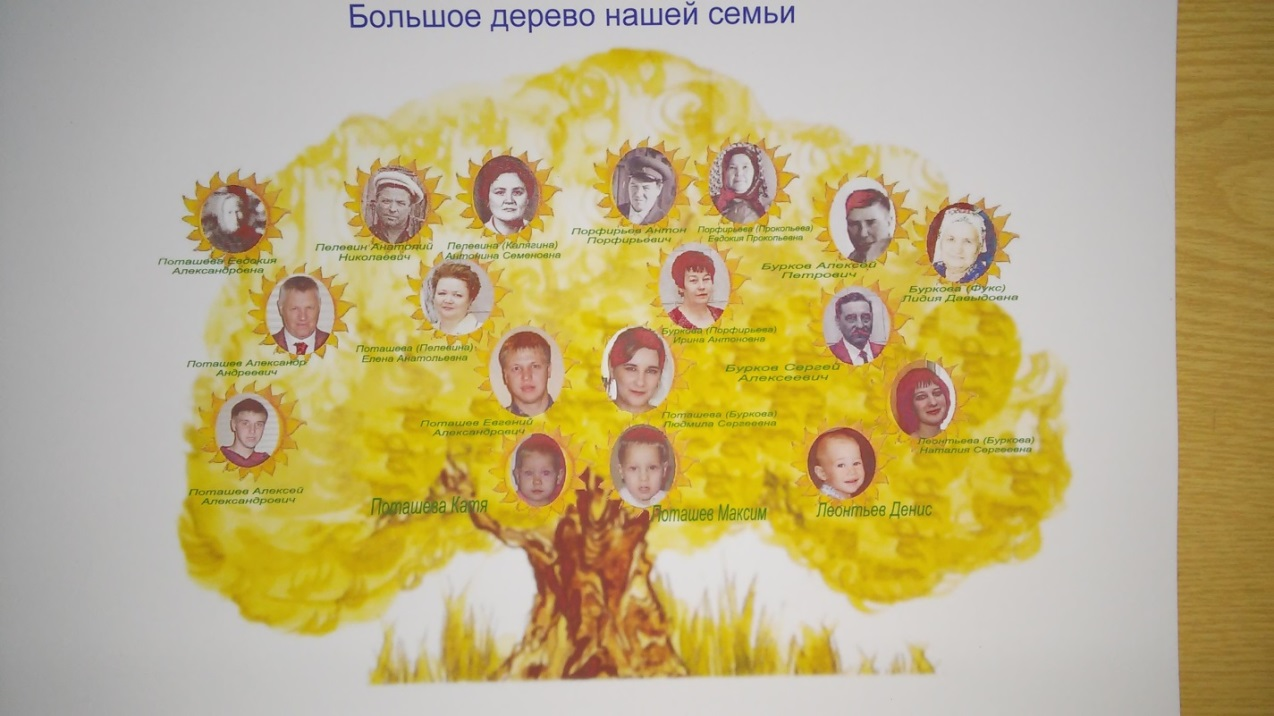 Большое дерево нашей семьи
Поташева Евдокия
Александровна
Пелевин Анатолий
Николаевич
Пелевина (Калягина)
Антонина Семеновна
Порфирьев Антон
Порфирьевич
Порфирьева (Прокопьева)
Евдокия Прокопьевна
Бурков Алексей
Петрович
Буркова (Фукс)
Лидия Давыдовна
Поташев Александр
Андреевич
Поташева (Пелевина)
Елена Анатольевна
Буркова (Порфирьева)
Ирина Антоновна
Бурков Сергей
Алексеевич
Поташев Евгений
Александрович
Поташева (Буркова)
Людмила Сергеевна
Леонтьева (Буркова)
Наталия Сергеевна
Поташев Алексей
Александрович
Поташева Катя
Поташев Максим
Леонтьев Денис